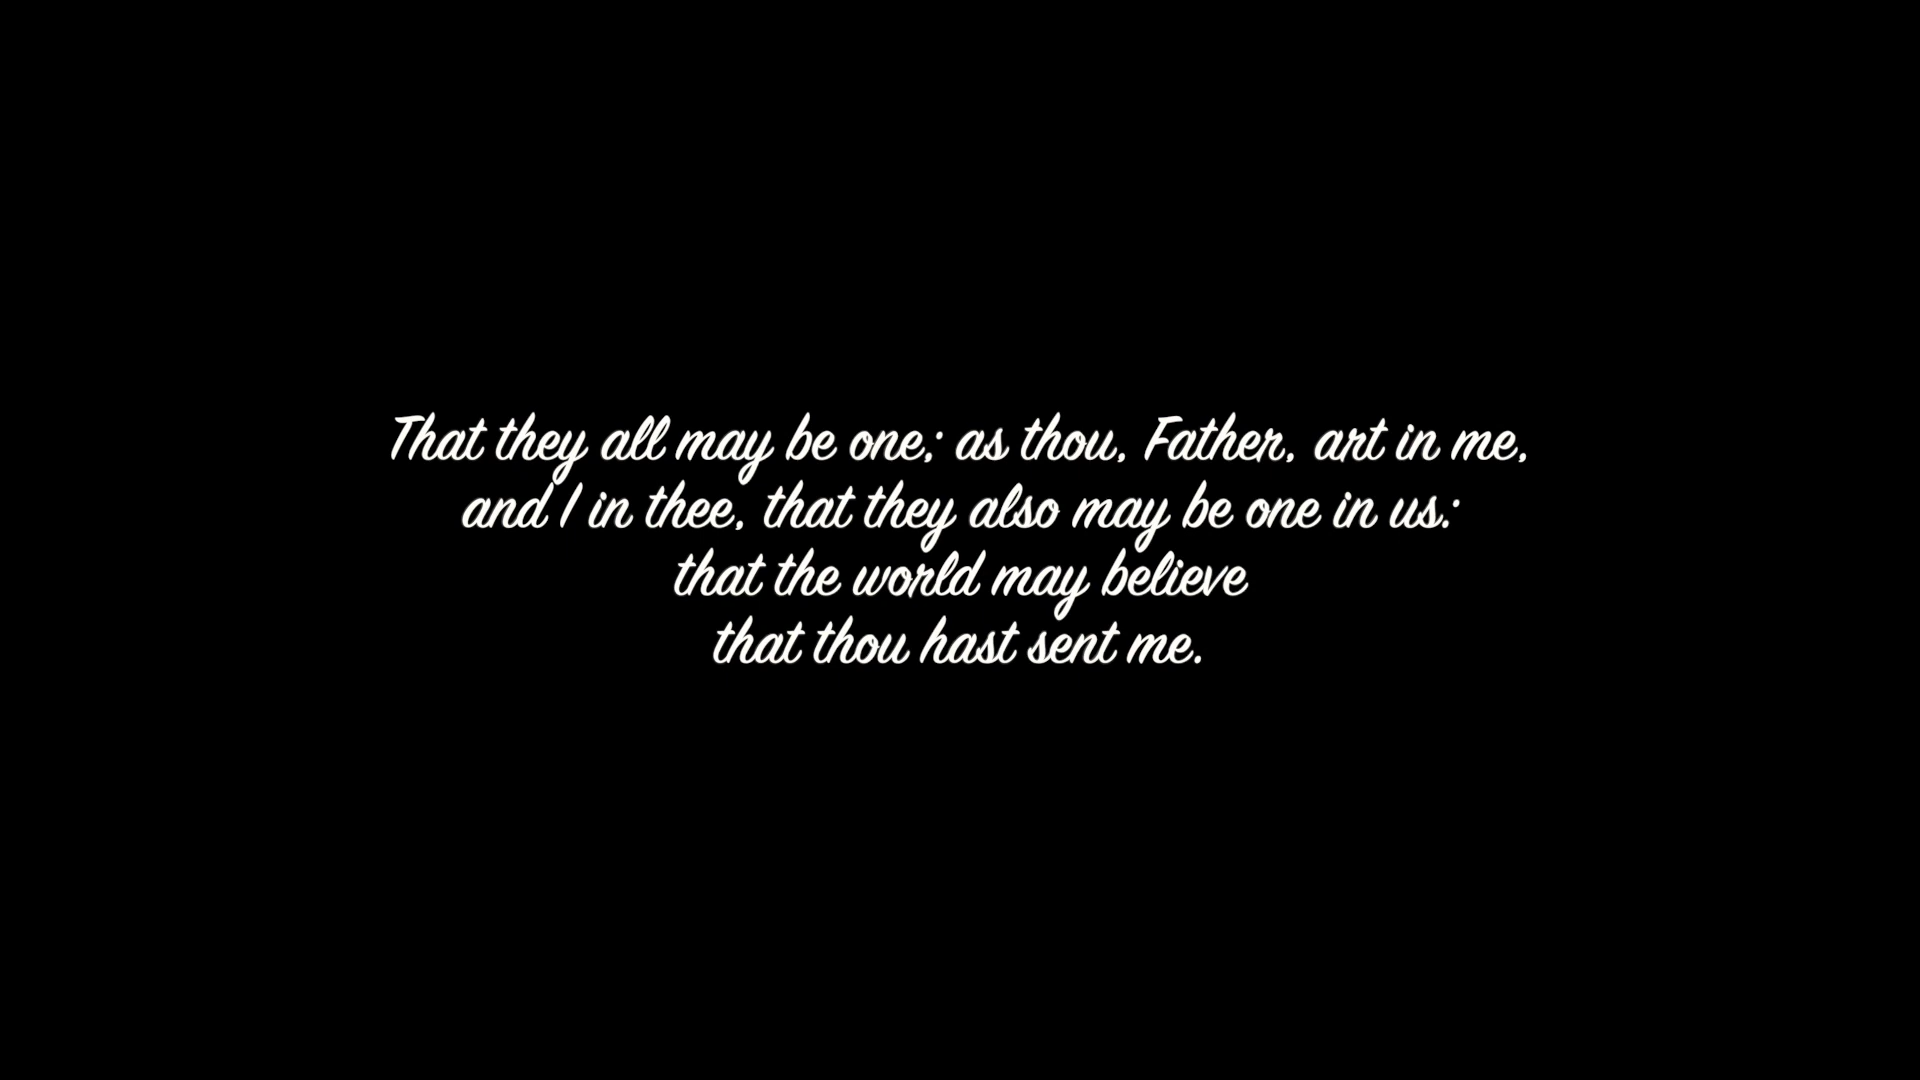 That they all may be one; as thou, Father, art in me,
and I in thee, that they also may be one in us:
that the world may believe
that thou hast sent me.